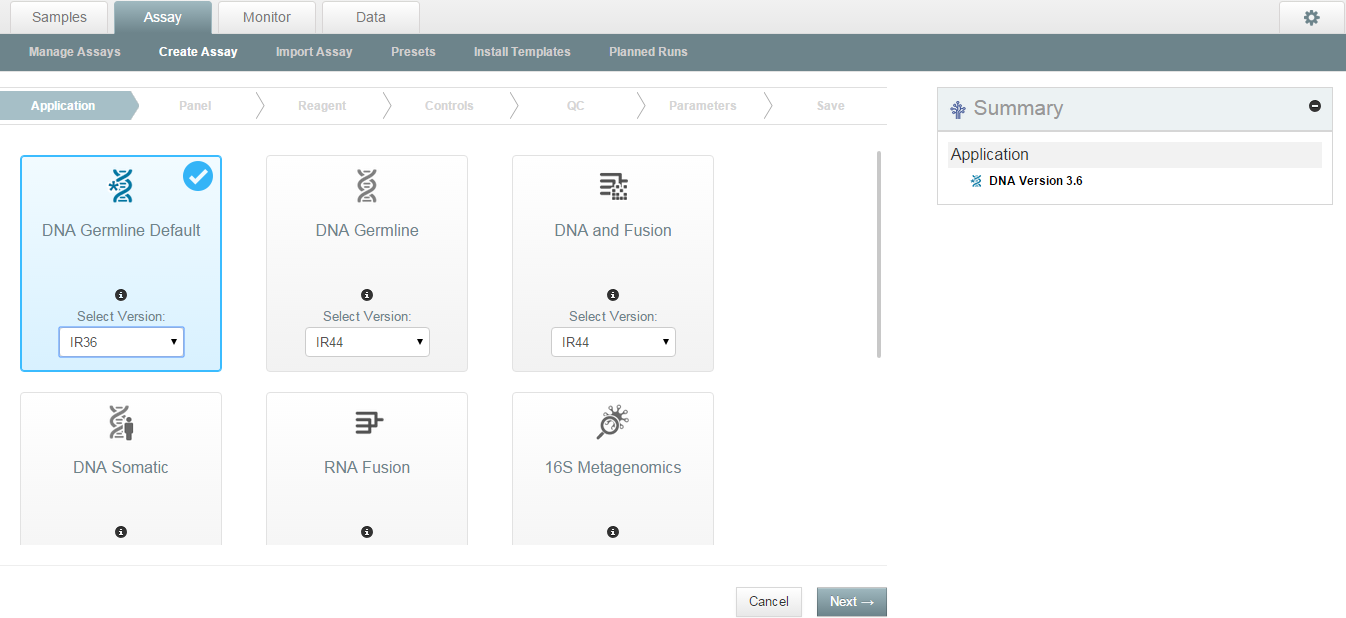 Samples Assay Monitor Data
Manage Assays Create Assay Import Assay Presets Install Templates Planned Runs
Application Panel Reagent Controls QC Parameters Save
DNA Germline Default DNA Germline DNA and Fusion
Select Version: Select Version: Select Version:
IR36 IR44 IR44
DNA Somatic RNA Fusion 16S Metagenomics
Cancel Next →
Summary
Application
DNA Version 3.6